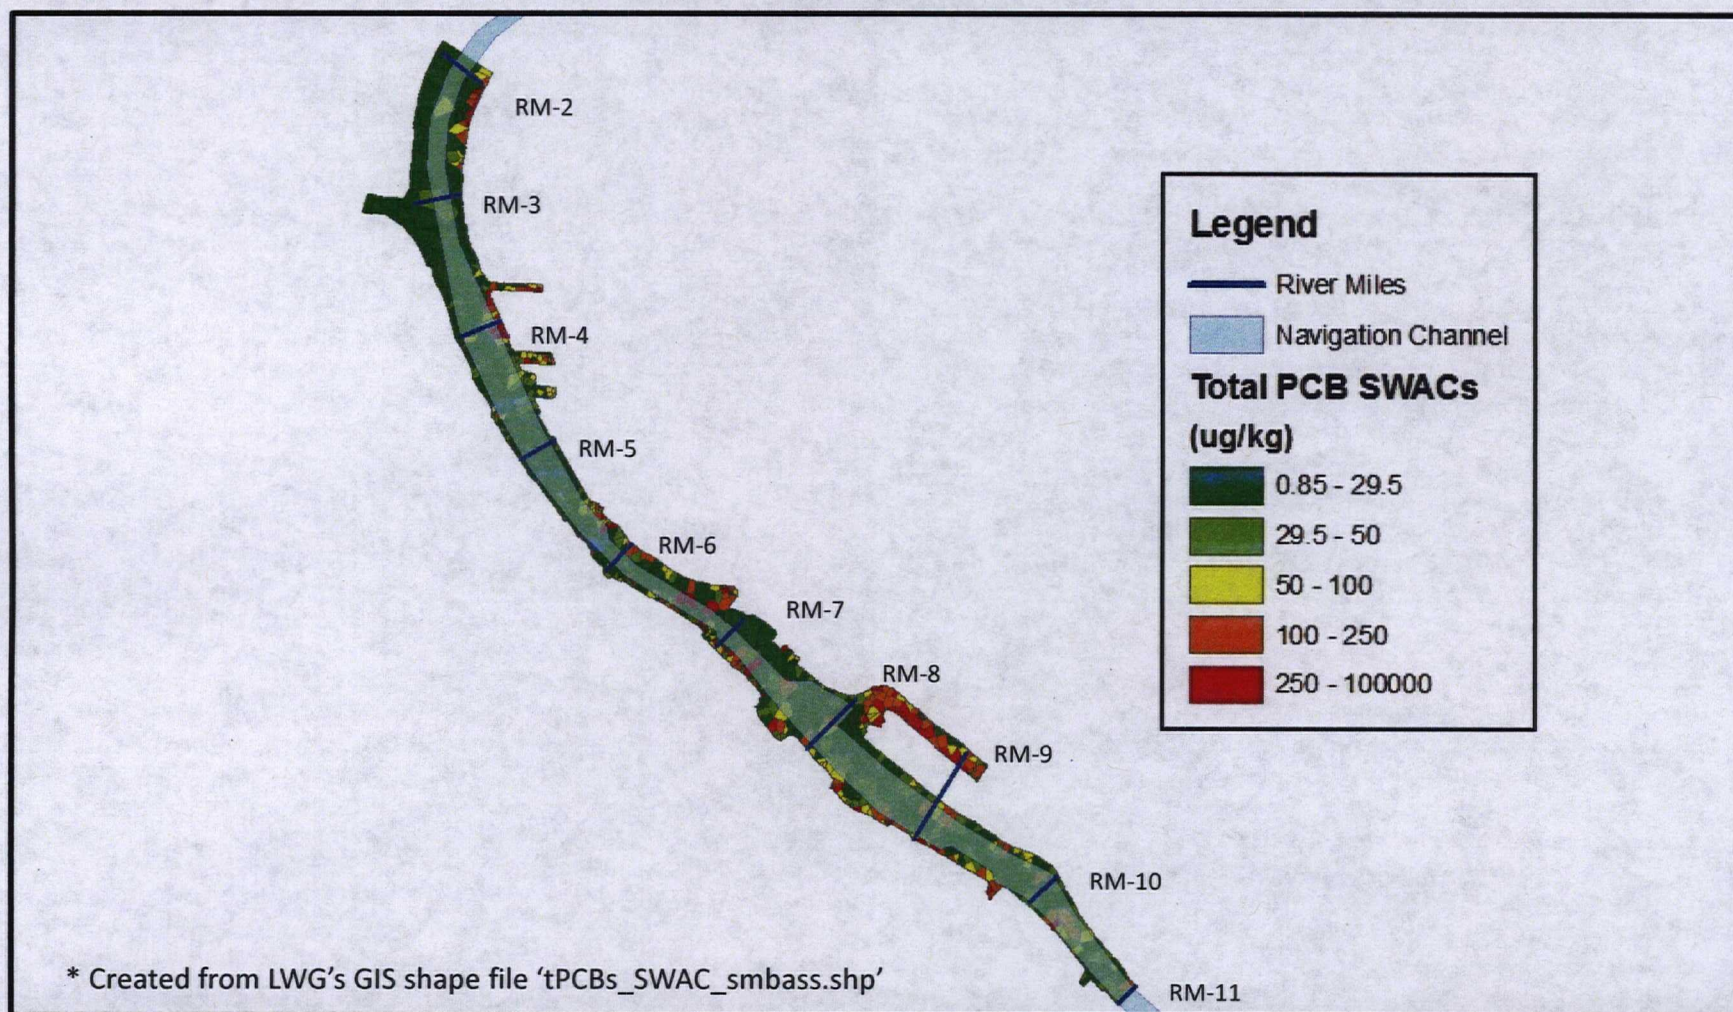 RM-2
RM-3
RM-4
RM-5
RM-6
RM-7
RM-8
RM-9
RM-10
RM-11
Legend
River Miles
Navigation Channel
Total PCB SWACs
(ug/kg)
0.85 - 29.5
29.5 - 50
50 - 100
100 - 250
250 - 100000
* Created from LWG's GIS shape file 'tPCBs_SWAC_smbass.shp'